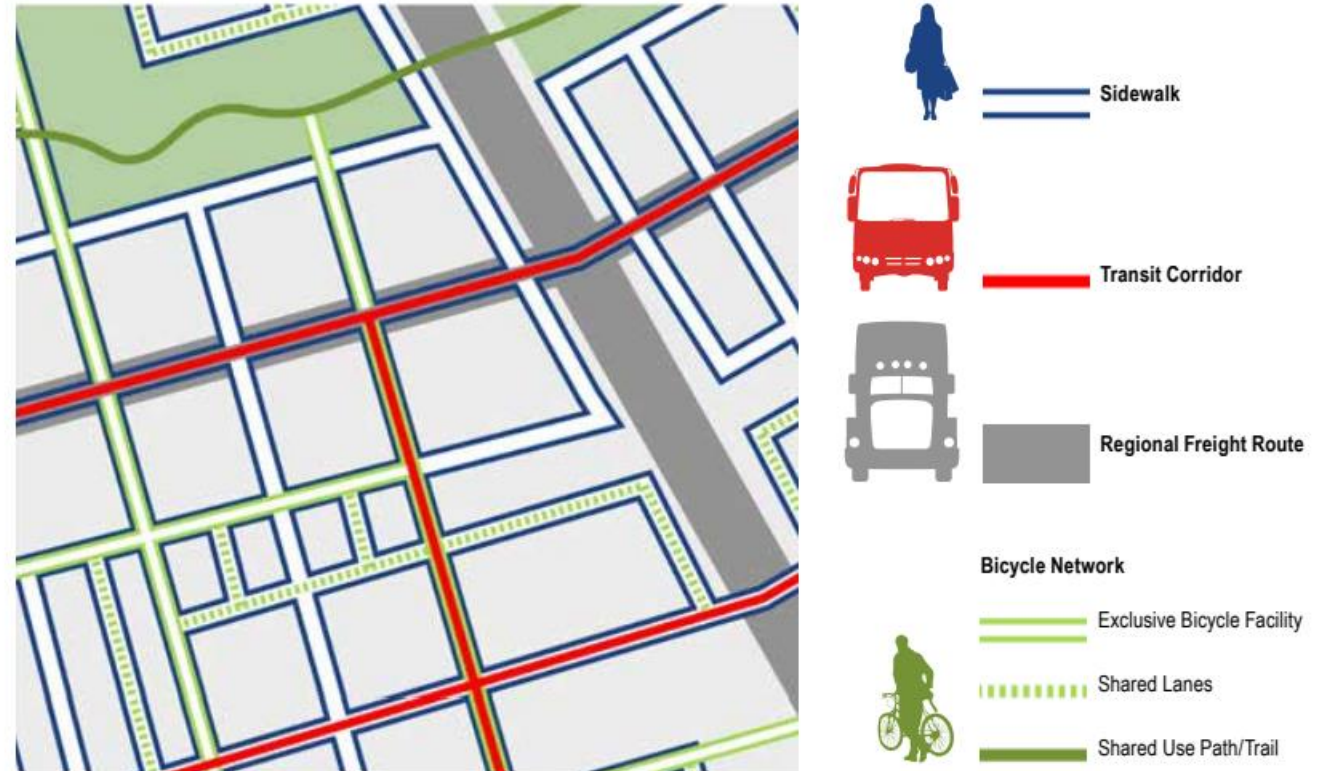 Sidewalk
Transit Corridor
Regional Freight Route
Bicycle Network
Exclusive Bicycle Facility
Shared Lanes
Shared Use Path/Trail